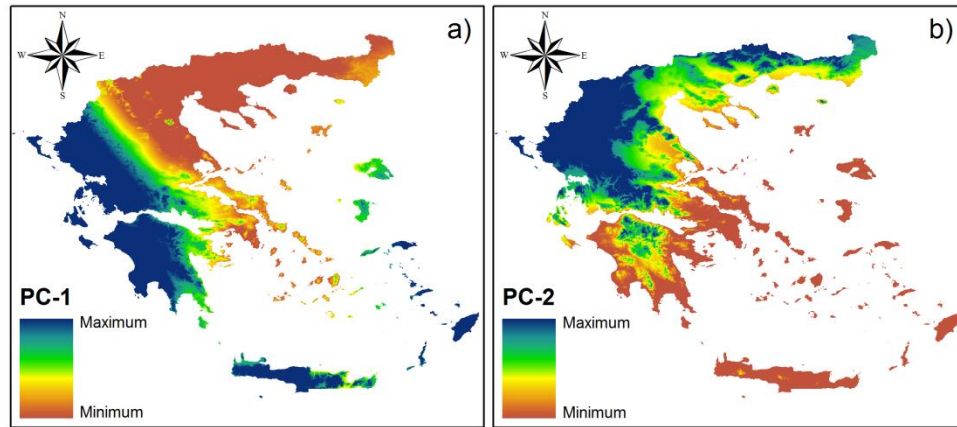 a)
N
W
E
S
PC-1
Maximum
Minimum
b)
N
W
E
S
PC-2
Maximum
Minimum